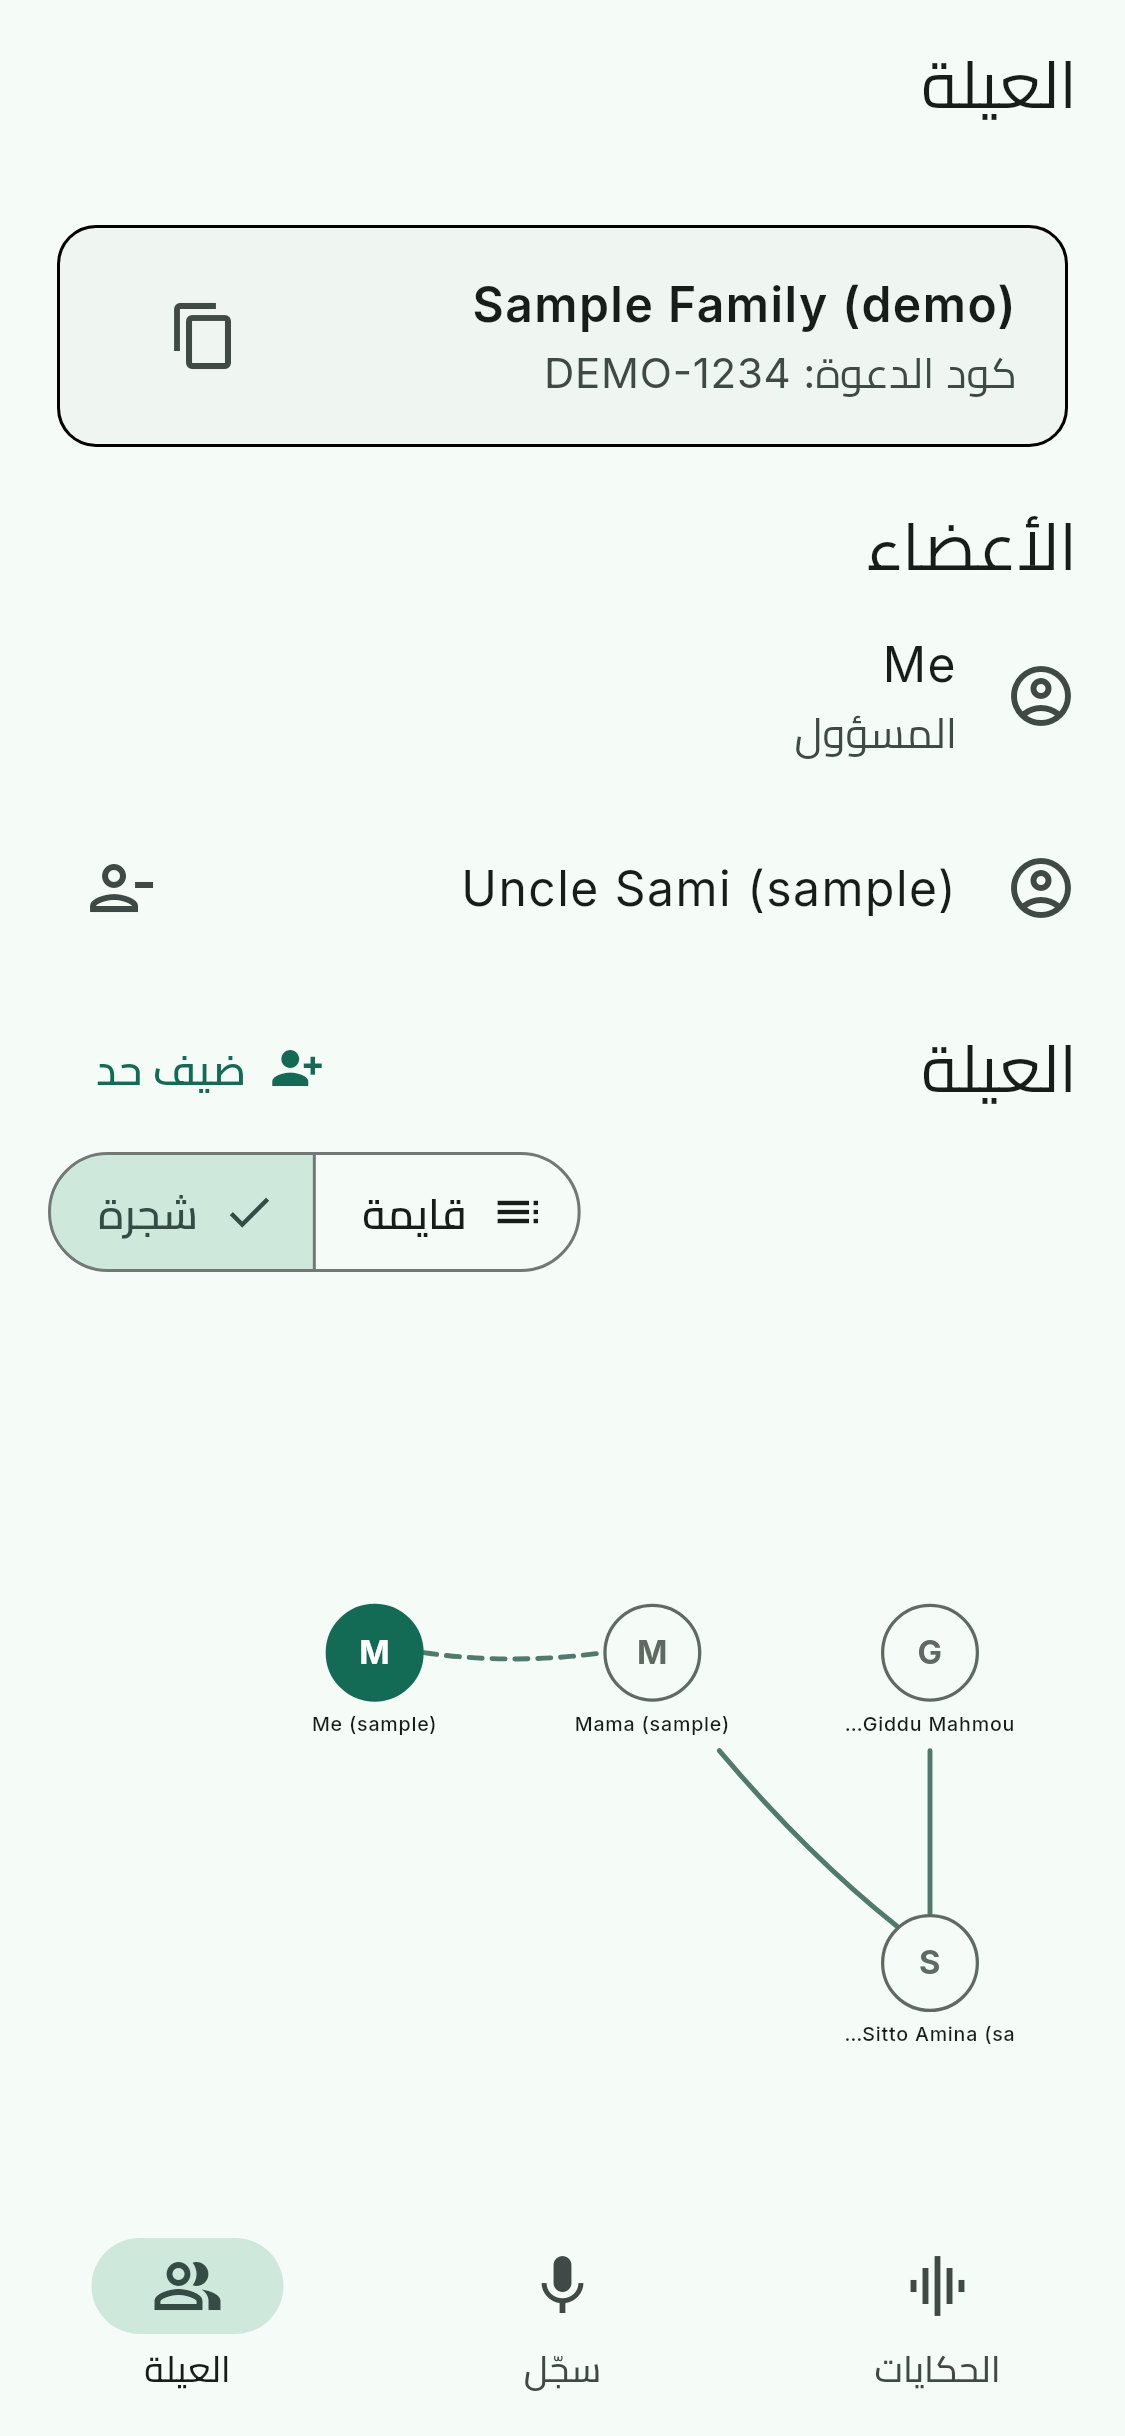 العيلة
Sample Family (demo)
كود الدعوة: DEMO-1234
الأعضاء
Me
المسؤول
Uncle Sami (sample)
العيلة
ضيف حد
قايمة
شجرة
G
M
M
Giddu Mahmou...
Mama (sample)
Me (sample)
S
Sitto Amina (sa...
الحكايات
سجّل
العيلة